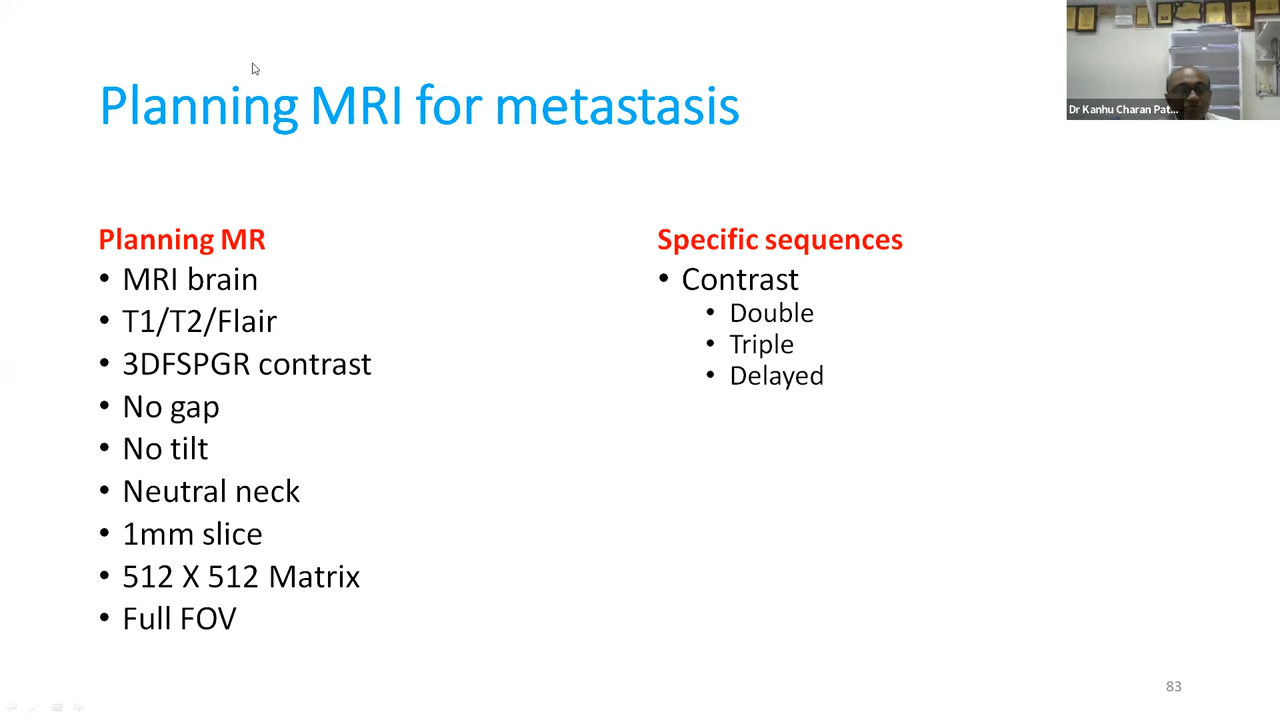 Dr Kanhu Charan Pat...
Planning MRI for metastasis
Planning MR
• MRI brain
• T1/T2/Flair
• 3DFSPGR contrast
• No gap
• No tilt
• Neutral neck
• 1mm slice
• 512 X 512 Matrix
• Full FOV
Specific sequences
• Contrast
• Double
• Triple
• Delayed
83